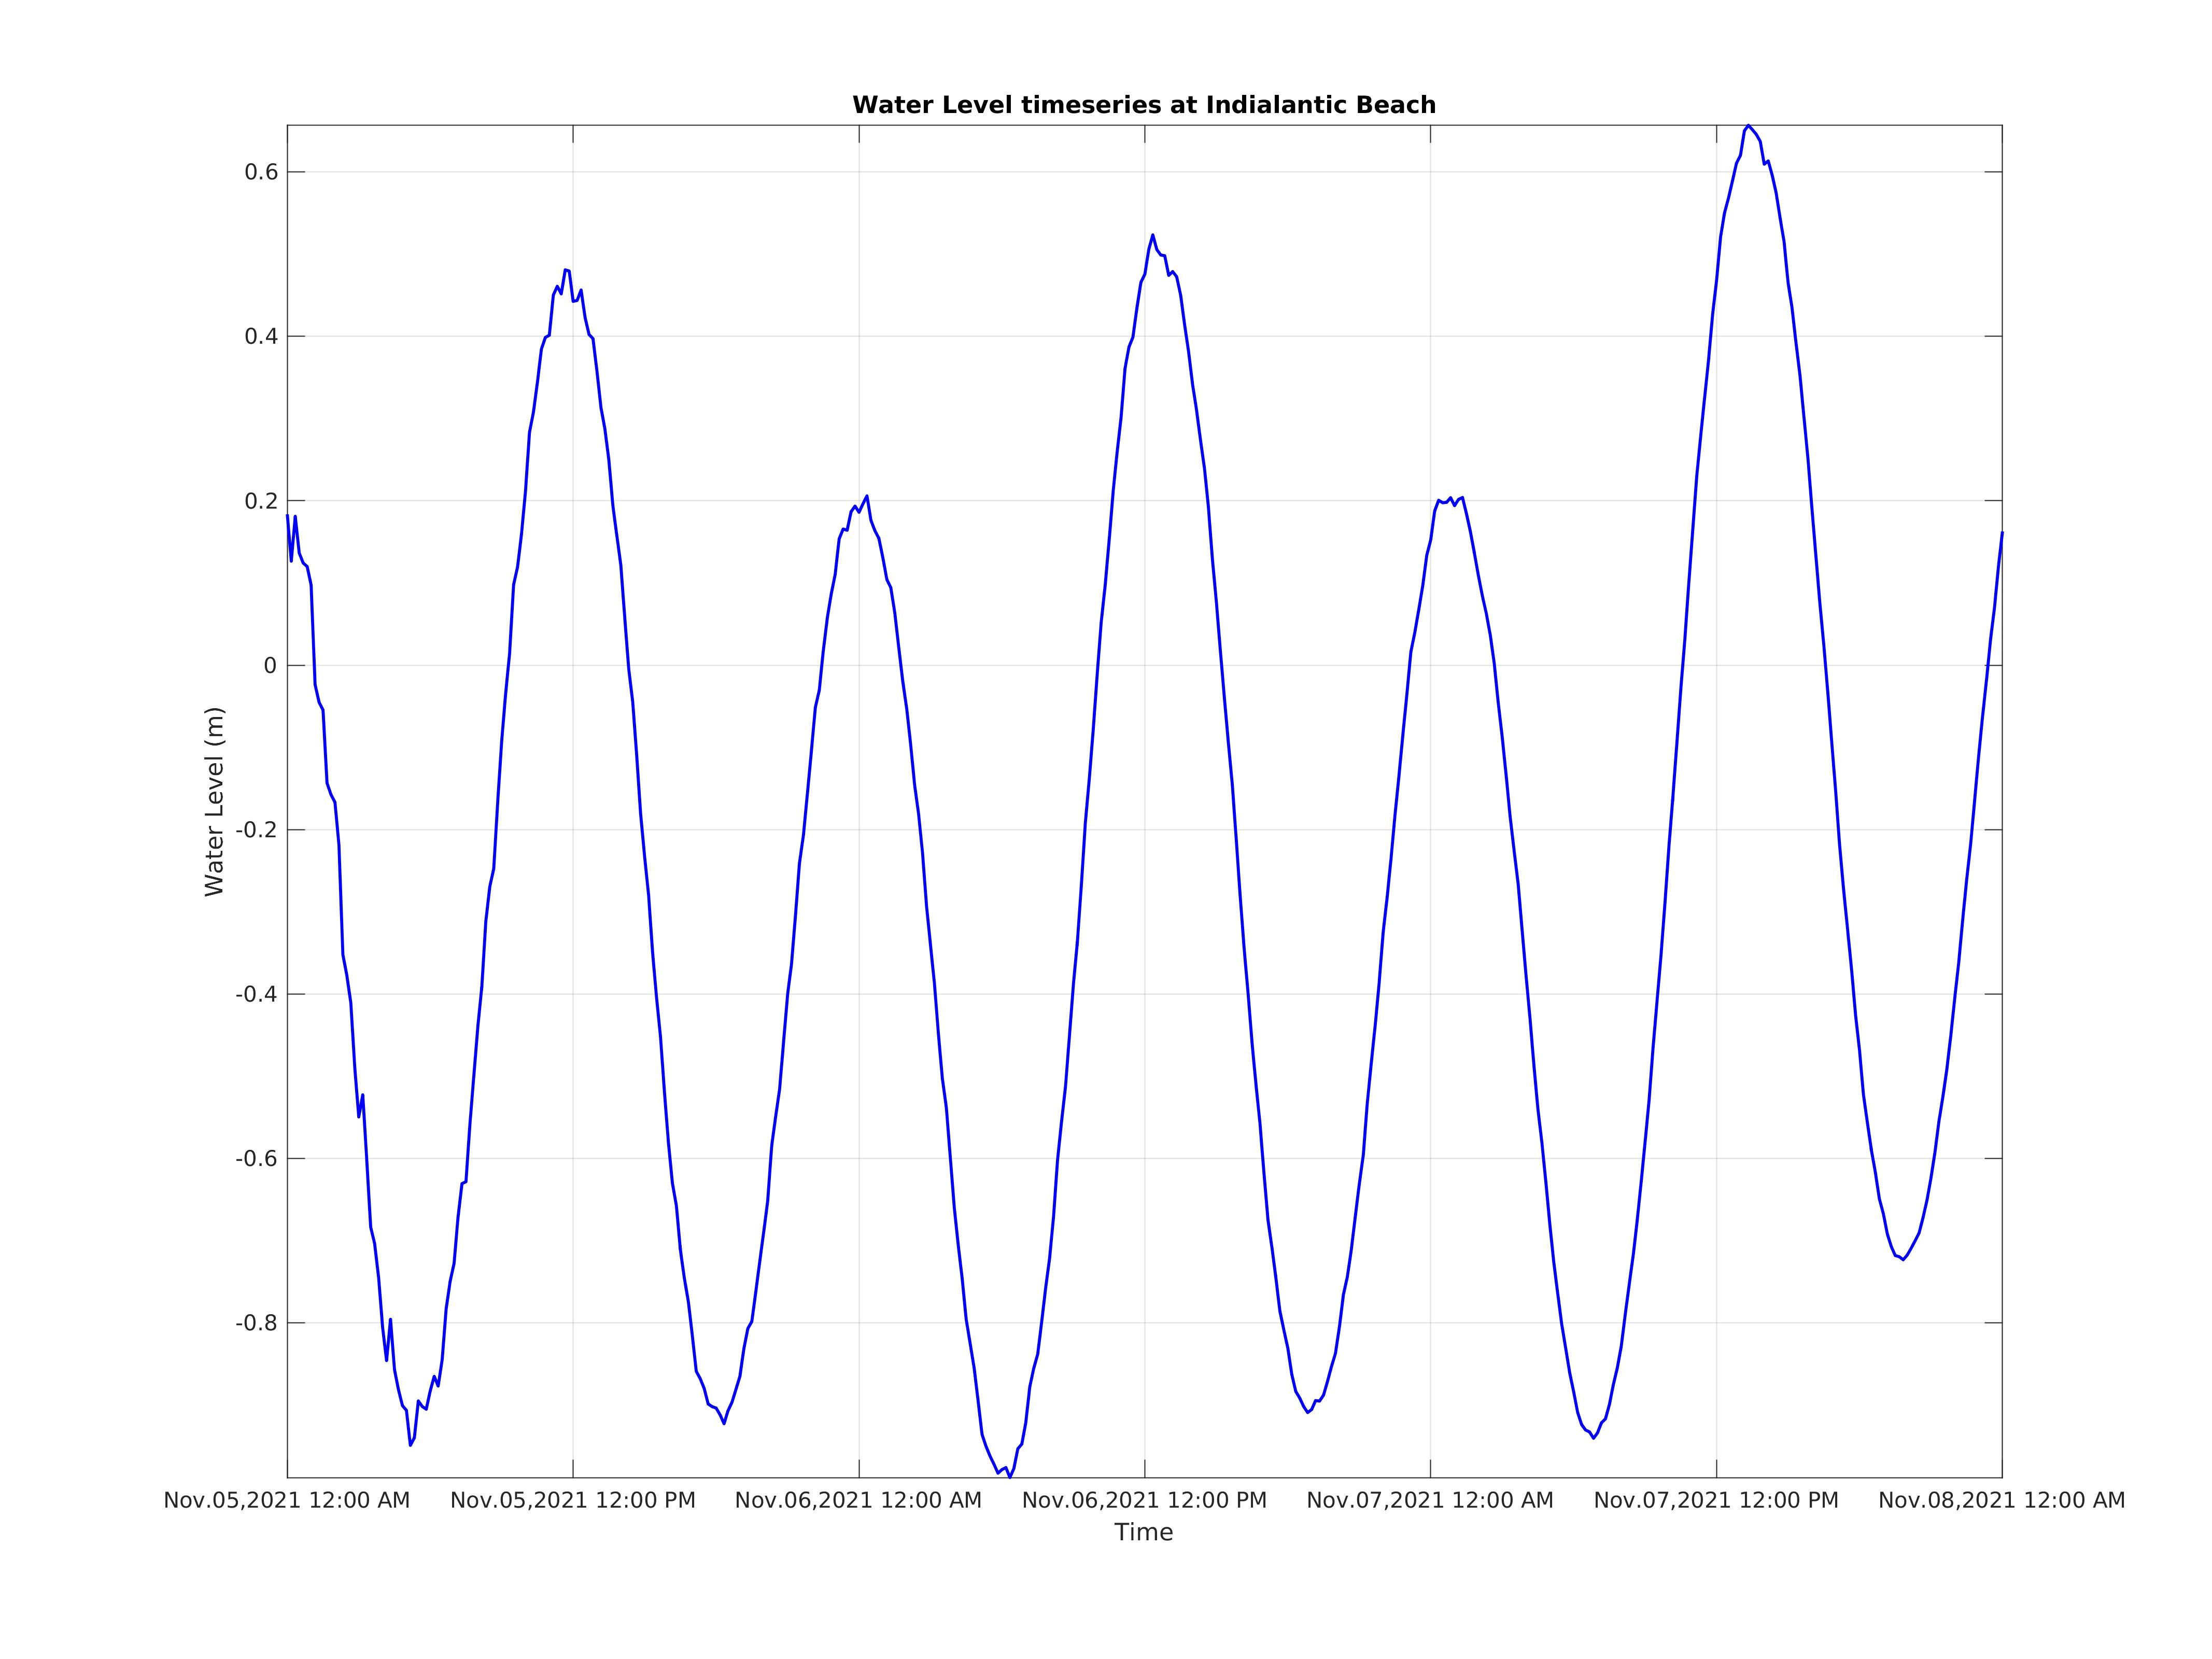 Water Level timeseries at Indialantic Beach
0.6
0.4
0.2
0
-0.2
-0.4
-0.6
-0.8
Water Level (m)
Nov.05,2021 12:00 AM
Nov.05,2021 12:00 PM
Nov.06,2021 12:00 AM
Nov.06,2021 12:00 PM
Nov.07,2021 12:00 AM
Nov.07,2021 12:00 PM
Nov.08,2021 12:00 AM
Time